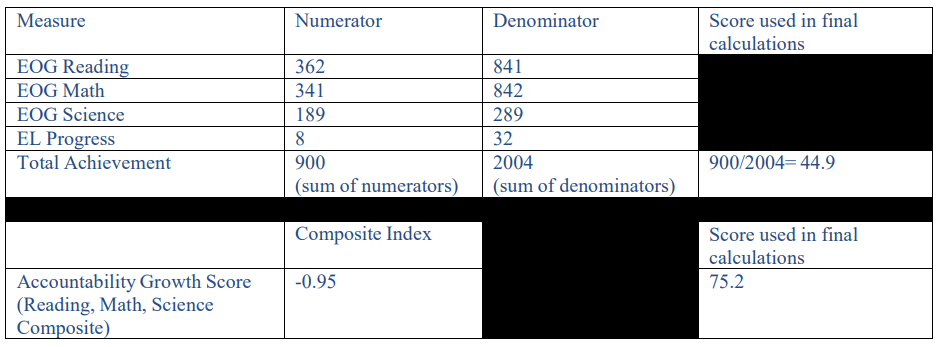 Measure Numerator Denominator Score used in final
calculations
EOG Reading 362 841
EOG Math 341 842
EOG Science 189 289
EL Progress 8 32
Total Achievement 900 2004 900/2004= 44.9
(sum of numerators) (sum of denominators)
Composite Index Score used in final
calculations
Accountability Growth Score -0.95 75.2
(Reading, Math, Science
Composite)